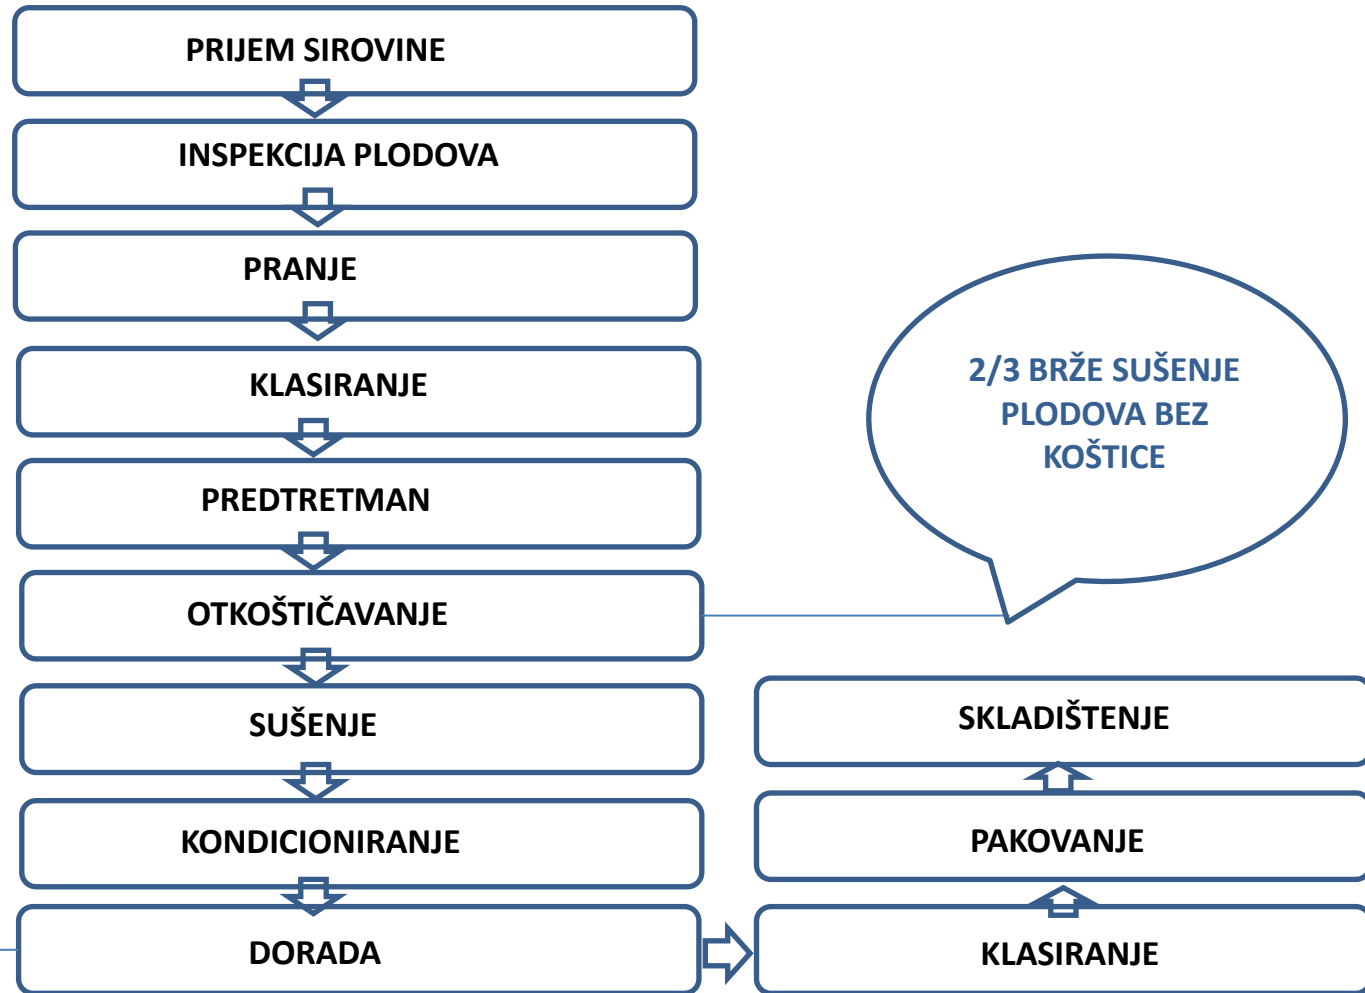 PRIJEM SIROVINE
INSPEKCIJA PLODOVA
PRANJE
KLASIRANJE
PREDTRETMAN
OTKOŠTIČAVANJE
SUŠENJE
KONDICIONIRANJE
DORADA
2/3 BRŽE SUŠENJE
PLODOVA BEZ
KOŠTICE
SKLADIŠTENJE
PAKOVANJE
KLASIRANJE